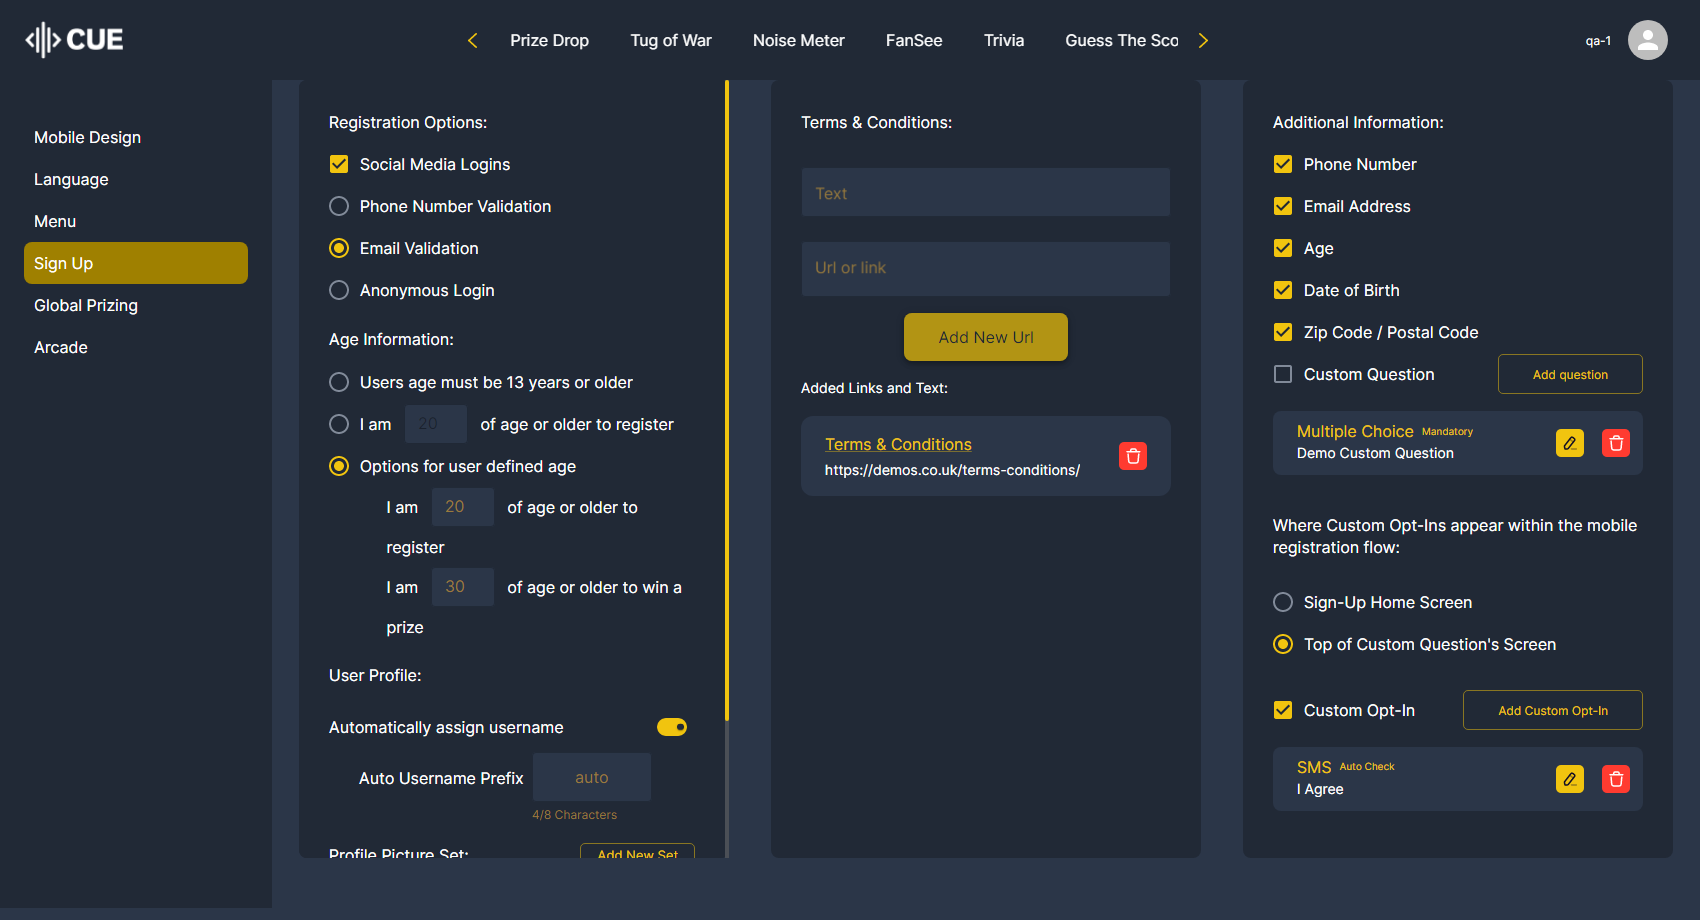 CUE
Prize Drop
Tug of War
Noise Meter
FanSee
Trivia
Guess The Sco
qa-1
Mobile Design
Language
Menu
Sign Up
Global Prizing
Arcade
Registration Options:
Social Media Logins
Phone Number Validation
Email Validation
Anonymous Login
Age Information:
Users age must be 13 years or older
I am 20 of age or older to register
Options for user defined age
I am 20 of age or older to
register
I am 30 of age or older to win a
prize
User Profile:
Automatically assign username
Auto Username Prefix auto
4/8 Characters
Profile Picture Set: Add New Set
Terms & Conditions:
Text
Url or link
Add New Url
Added Links and Text:
Terms & Conditions
https://demos.co.uk/terms-conditions/
Additional Information:
Phone Number
Email Address
Age
Date of Birth
Zip Code / Postal Code
Custom Question Add question
Multiple Choice Mandatory
Demo Custom Question
Where Custom Opt-Ins appear within the mobile
registration flow:
Sign-Up Home Screen
Top of Custom Question's Screen
Custom Opt-In Add Custom Opt-In
SMS Auto Check
I Agree